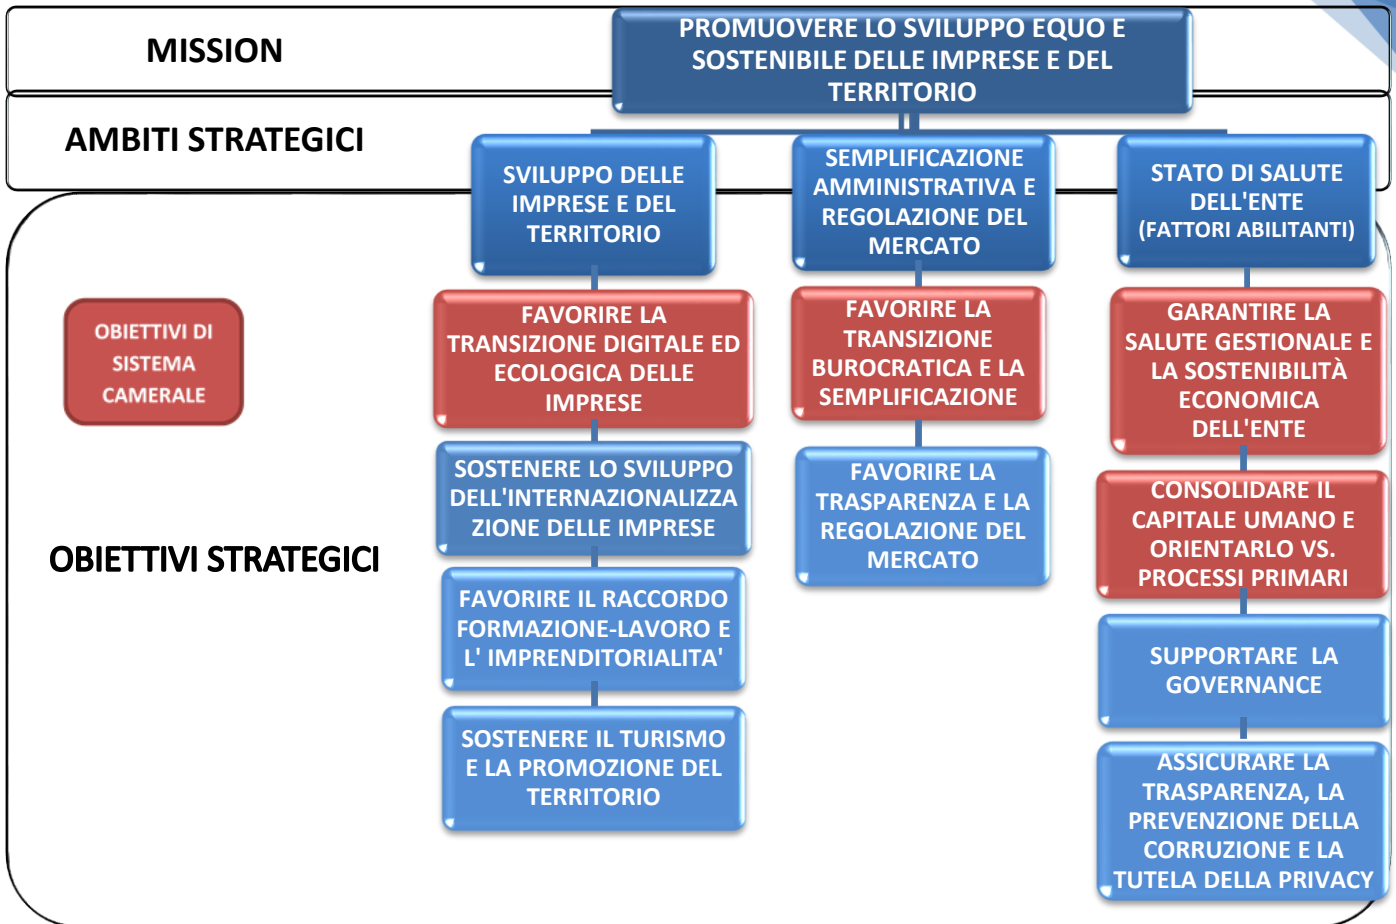 MISSION
PROMUOVERE LO SVILUPPO EQUO E
SOSTENIBILE DELLE IMPRESE E DEL
TERRITORIO
AMBITI STRATEGICI
SVILUPPO DELLE
IMPRESE E DEL
TERRITORIO
SEMPLIFICAZIONE
AMMINISTRATIVA E
REGOLAZIONE DEL
MERCATO
STATO DI SALUTE
DELL'ENTE
(FATTORI ABILITANTI)
OBIETTIVI DI
SISTEMA
CAMERALE
OBIETTIVI STRATEGICI
FAVORIRE LA
TRANSIZIONE DIGITALE ED
ECOLOGICA DELLE
IMPRESE
SOSTENERE LO SVILUPPO
DELL'INTERNAZIONALIZZA
ZIONE DELLE IMPRESE
FAVORIRE IL RACCORDO
FORMAZIONE-LAVORO E
L' IMPRENDITORIALITA'
SOSTENERE IL TURISMO
E LA PROMOZIONE DEL
TERRITORIO
FAVORIRE LA
TRANSIZIONE
BUROCRATICA E LA
SEMPLIFICAZIONE
FAVORIRE LA
TRASPARENZA E LA
REGOLAZIONE DEL
MERCATO
GARANTIRE LA
SALUTE GESTIONALE E
LA SOSTENIBILITÀ
ECONOMICA
DELL'ENTE
CONSOLIDARE IL
CAPITALE UMANO E
ORIENTARLO VS.
PROCESSI PRIMARI
SUPPORTARE LA
GOVERNANCE
ASSICURARE LA
TRASPARENZA, LA
PREVENZIONE DELLA
CORRUZIONE E LA
TUTELA DELLA PRIVACY